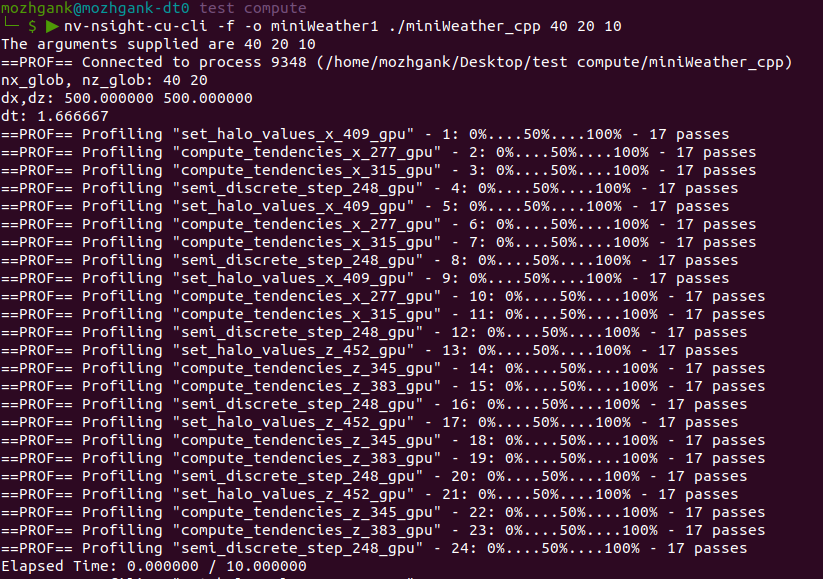 mozhgank@mozhgank-dt0 test compute
└─ $ ▶ nv-nsight-cu-cli -f -o miniWeather1 ./miniWeather_cpp 40 20 10
The arguments supplied are 40 20 10
==PROF== Connected to process 9348 (/home/mozhgank/Desktop/test compute/miniWeather_cpp)
nx_glob, nz_glob: 40 20
dx,dz: 500.000000 500.000000
dt: 1.666667
==PROF== Profiling "set_halo_values_x_409_gpu" - 1: 0%....50%....100% - 17 passes
==PROF== Profiling "compute_tendencies_x_277_gpu" - 2: 0%....50%....100% - 17 passes
==PROF== Profiling "compute_tendencies_x_315_gpu" - 3: 0%....50%....100% - 17 passes
==PROF== Profiling "semi_discrete_step_248_gpu" - 4: 0%....50%....100% - 17 passes
==PROF== Profiling "set_halo_values_x_409_gpu" - 5: 0%....50%....100% - 17 passes
==PROF== Profiling "compute_tendencies_x_277_gpu" - 6: 0%....50%....100% - 17 passes
==PROF== Profiling "compute_tendencies_x_315_gpu" - 7: 0%....50%....100% - 17 passes
==PROF== Profiling "semi_discrete_step_248_gpu" - 8: 0%....50%....100% - 17 passes
==PROF== Profiling "set_halo_values_x_409_gpu" - 9: 0%....50%....100% - 17 passes
==PROF== Profiling "compute_tendencies_x_277_gpu" - 10: 0%....50%....100% - 17 passes
==PROF== Profiling "compute_tendencies_x_315_gpu" - 11: 0%....50%....100% - 17 passes
==PROF== Profiling "semi_discrete_step_248_gpu" - 12: 0%....50%....100% - 17 passes
==PROF== Profiling "set_halo_values_z_452_gpu" - 13: 0%....50%....100% - 17 passes
==PROF== Profiling "compute_tendencies_z_345_gpu" - 14: 0%....50%....100% - 17 passes
==PROF== Profiling "compute_tendencies_z_383_gpu" - 15: 0%....50%....100% - 17 passes
==PROF== Profiling "semi_discrete_step_248_gpu" - 16: 0%....50%....100% - 17 passes
==PROF== Profiling "set_halo_values_z_452_gpu" - 17: 0%....50%....100% - 17 passes
==PROF== Profiling "compute_tendencies_z_345_gpu" - 18: 0%....50%....100% - 17 passes
==PROF== Profiling "compute_tendencies_z_383_gpu" - 19: 0%....50%....100% - 17 passes
==PROF== Profiling "semi_discrete_step_248_gpu" - 20: 0%....50%....100% - 17 passes
==PROF== Profiling "set_halo_values_z_452_gpu" - 21: 0%....50%....100% - 17 passes
==PROF== Profiling "compute_tendencies_z_345_gpu" - 22: 0%....50%....100% - 17 passes
==PROF== Profiling "compute_tendencies_z_383_gpu" - 23: 0%....50%....100% - 17 passes
==PROF== Profiling "semi_discrete_step_248_gpu" - 24: 0%....50%....100% - 17 passes
Elapsed Time: 0.000000 / 10.000000